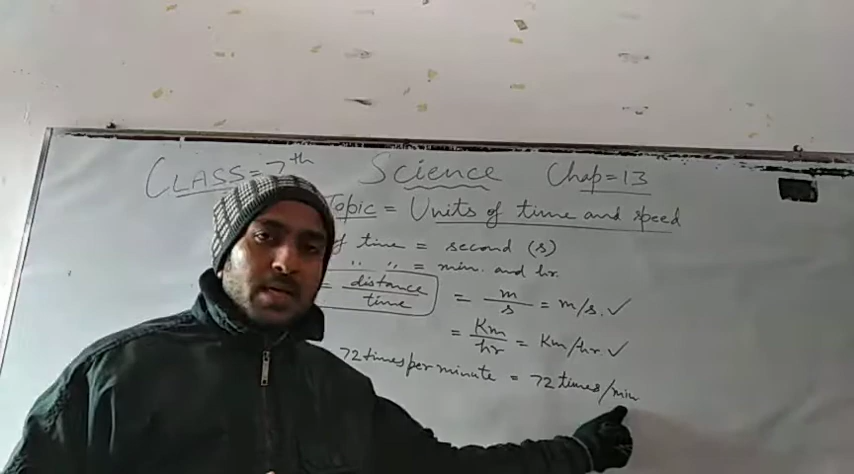 CLASS=7th Science Chap=13
Topic = Units of time and speed
of time = second (s)
" " = min. and hr.
= distance/time = m/s = m/s. ✓
= Km/hr = Km/hr. ✓
72 times per minute = 72 times/min